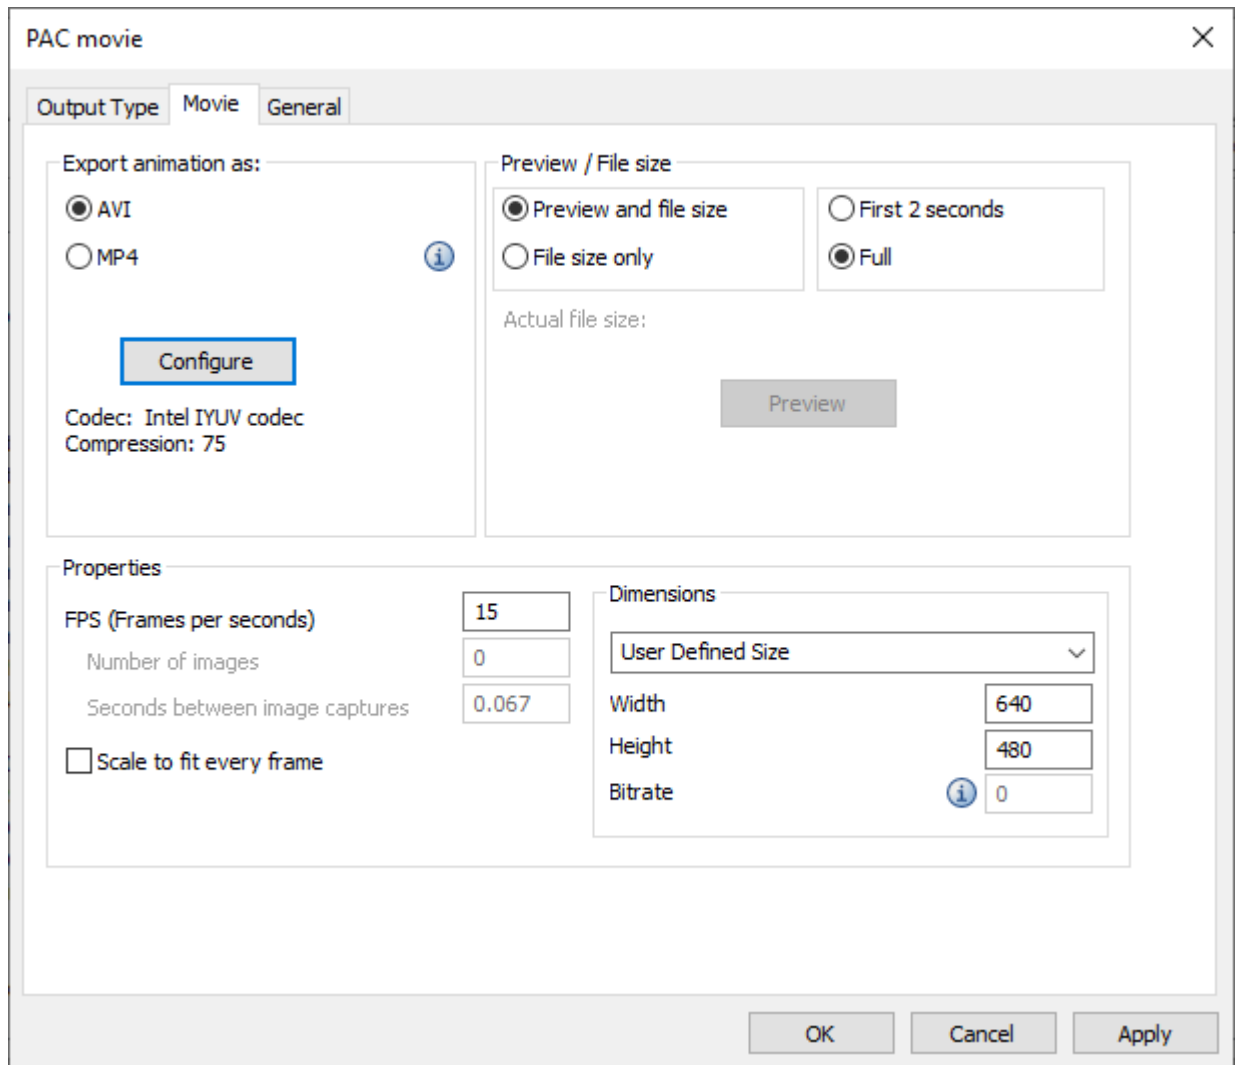 PAC movie
Output Type Movie General
Export animation as:
AVI
MP4
Configure
Codec: Intel IYUV codec
Compression: 75
Preview / File size
Preview and file size
File size only
First 2 seconds
Full
Actual file size:
Preview
Properties
FPS (Frames per seconds) 15
Number of images 0
Seconds between image captures 0.067
Scale to fit every frame
Dimensions
User Defined Size
Width 640
Height 480
Bitrate 0
OK Cancel Apply